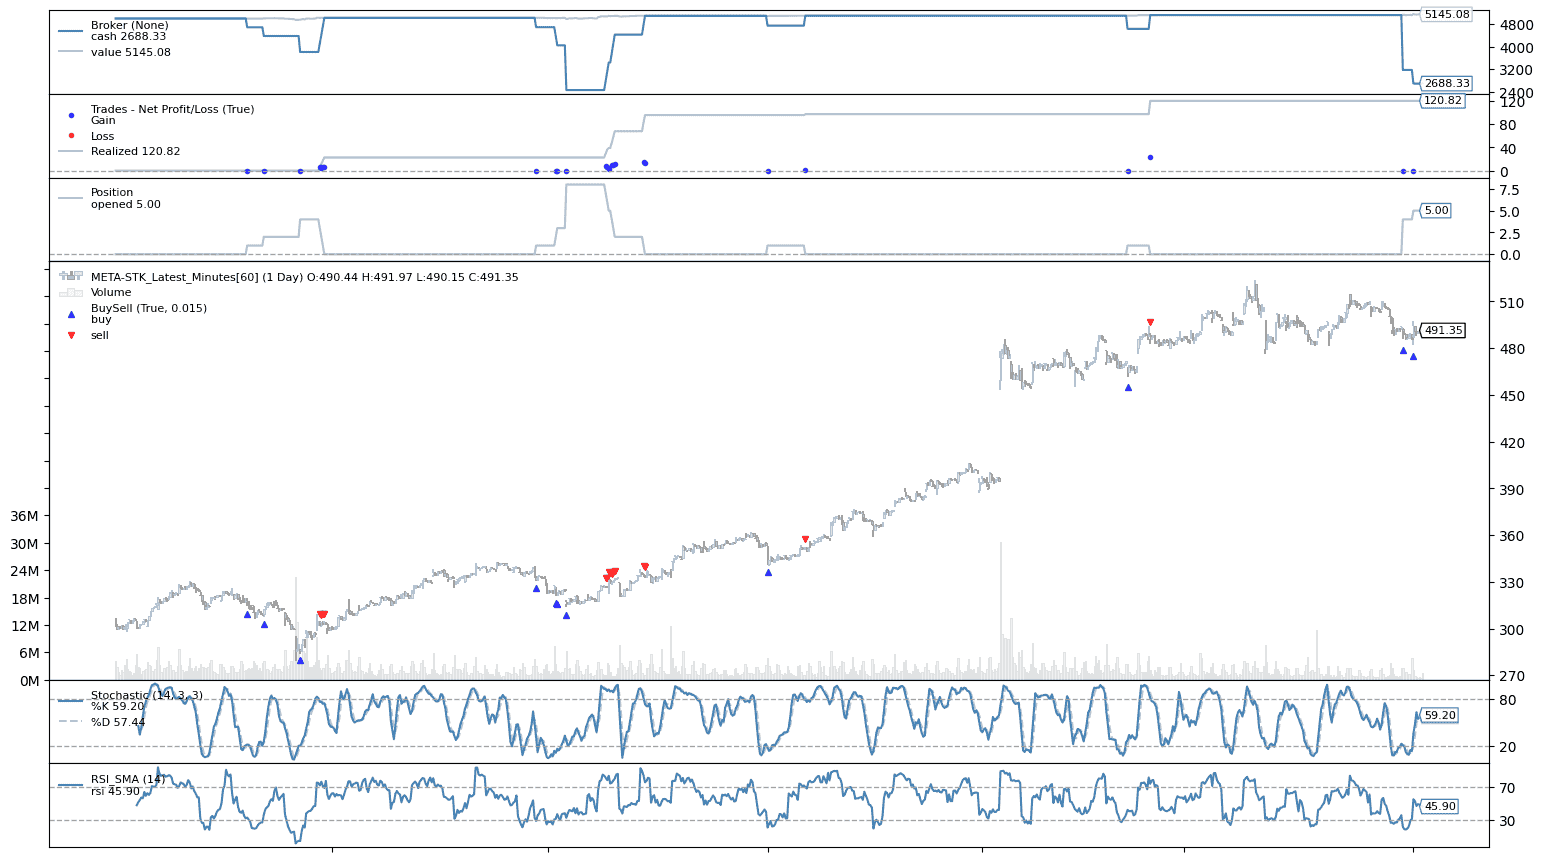 Broker (None)
cash 2688.33
value 5145.08
5145.08
4800
4000
3200
2688.33
2400
Trades - Net Profit/Loss (True)
Gain
Loss
Realized 120.82
120.82
120
80
40
0
Position
opened 5.00
7.5
5.00
5.0
2.5
0.0
META-STK_Latest_Minutes[60] (1 Day) O:490.44 H:491.97 L:490.15 C:491.35
Volume
BuySell (True, 0.015)
buy
sell
510
491.35
480
450
420
390
360
330
300
270
36M
30M
24M
18M
12M
6M
0M
Stochastic (14, 3, 3)
%K 59.20
%D 57.44
80
59.20
20
RSI_SMA (14)
rsi 45.90
70
45.90
30